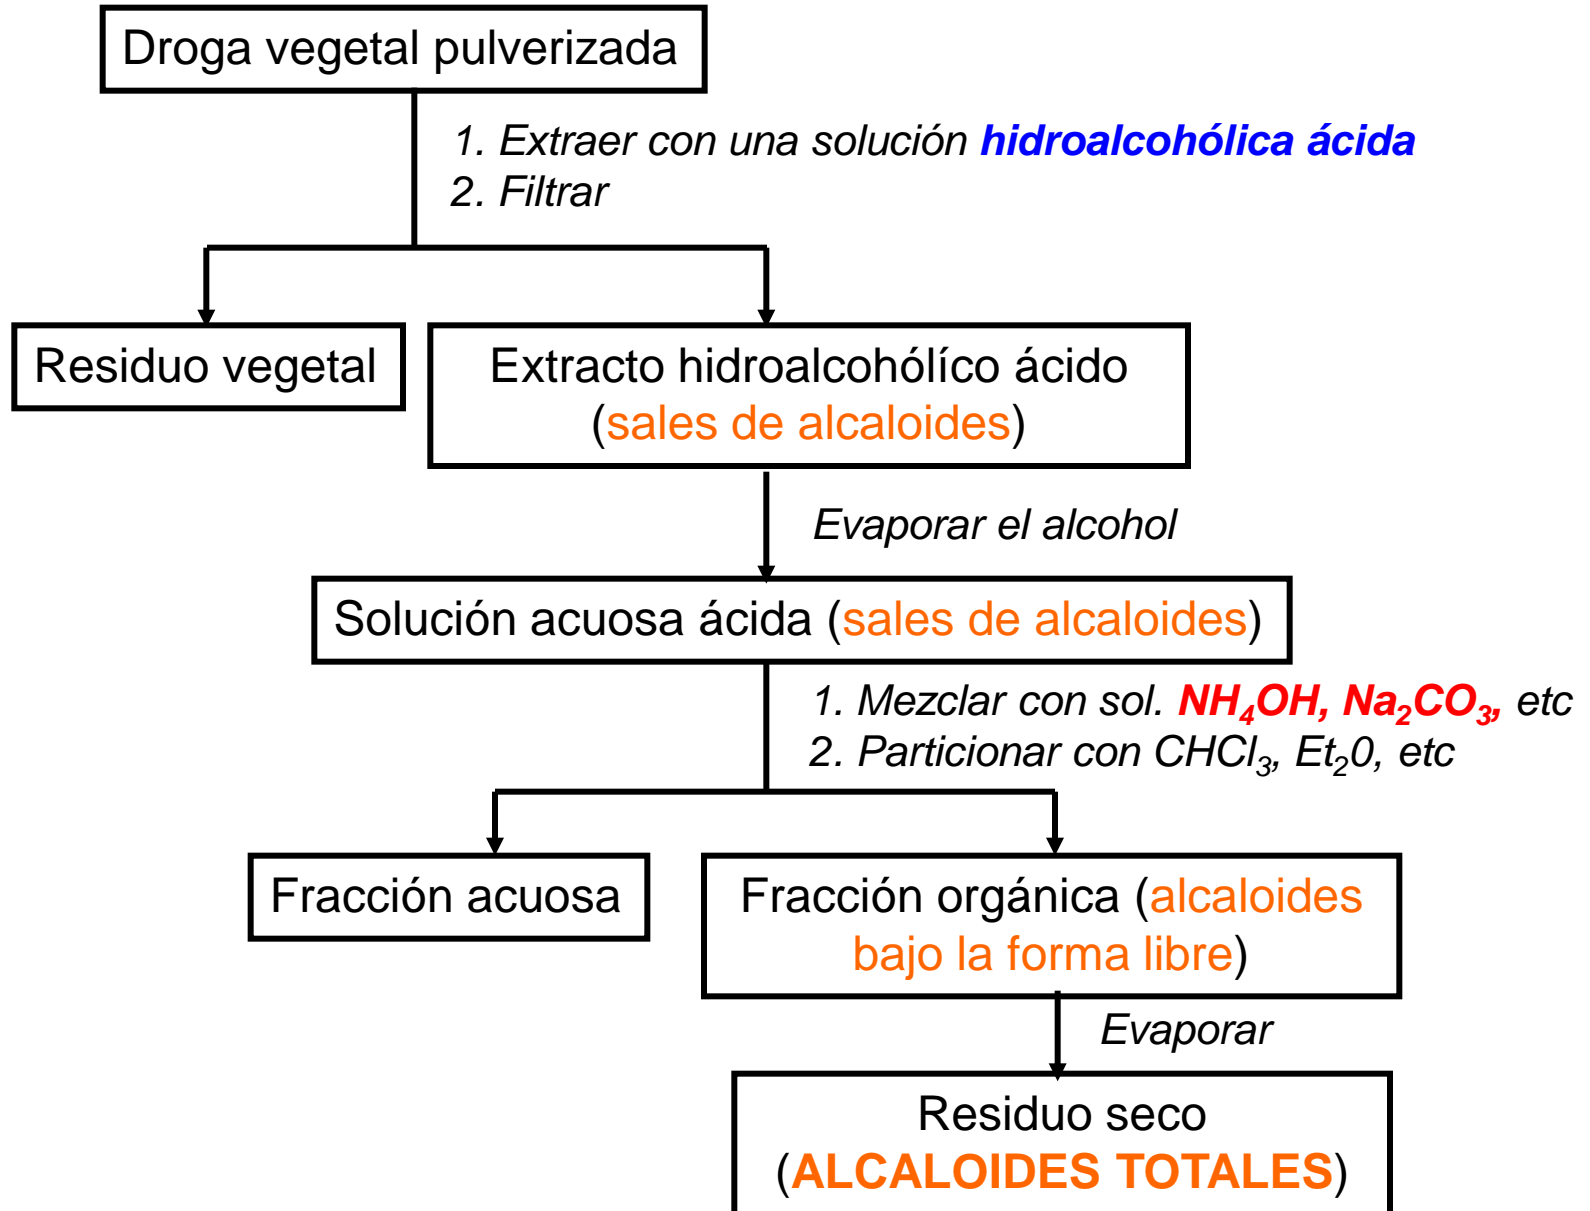 Droga vegetal pulverizada
1. Extraer con una solución hidroalcohólica ácida
2. Filtrar
Residuo vegetal
Extracto hidroalcohólíco ácido
(sales de alcaloides)
Evaporar el alcohol
Solución acuosa ácida (sales de alcaloides)
1. Mezclar con sol. NH₄OH, Na₂CO₃, etc
2. Particionar con CHCl₃, Et₂0, etc
Fracción acuosa
Fracción orgánica (alcaloides
bajo la forma libre)
Evaporar
Residuo seco
(ALCALOIDES TOTALES)